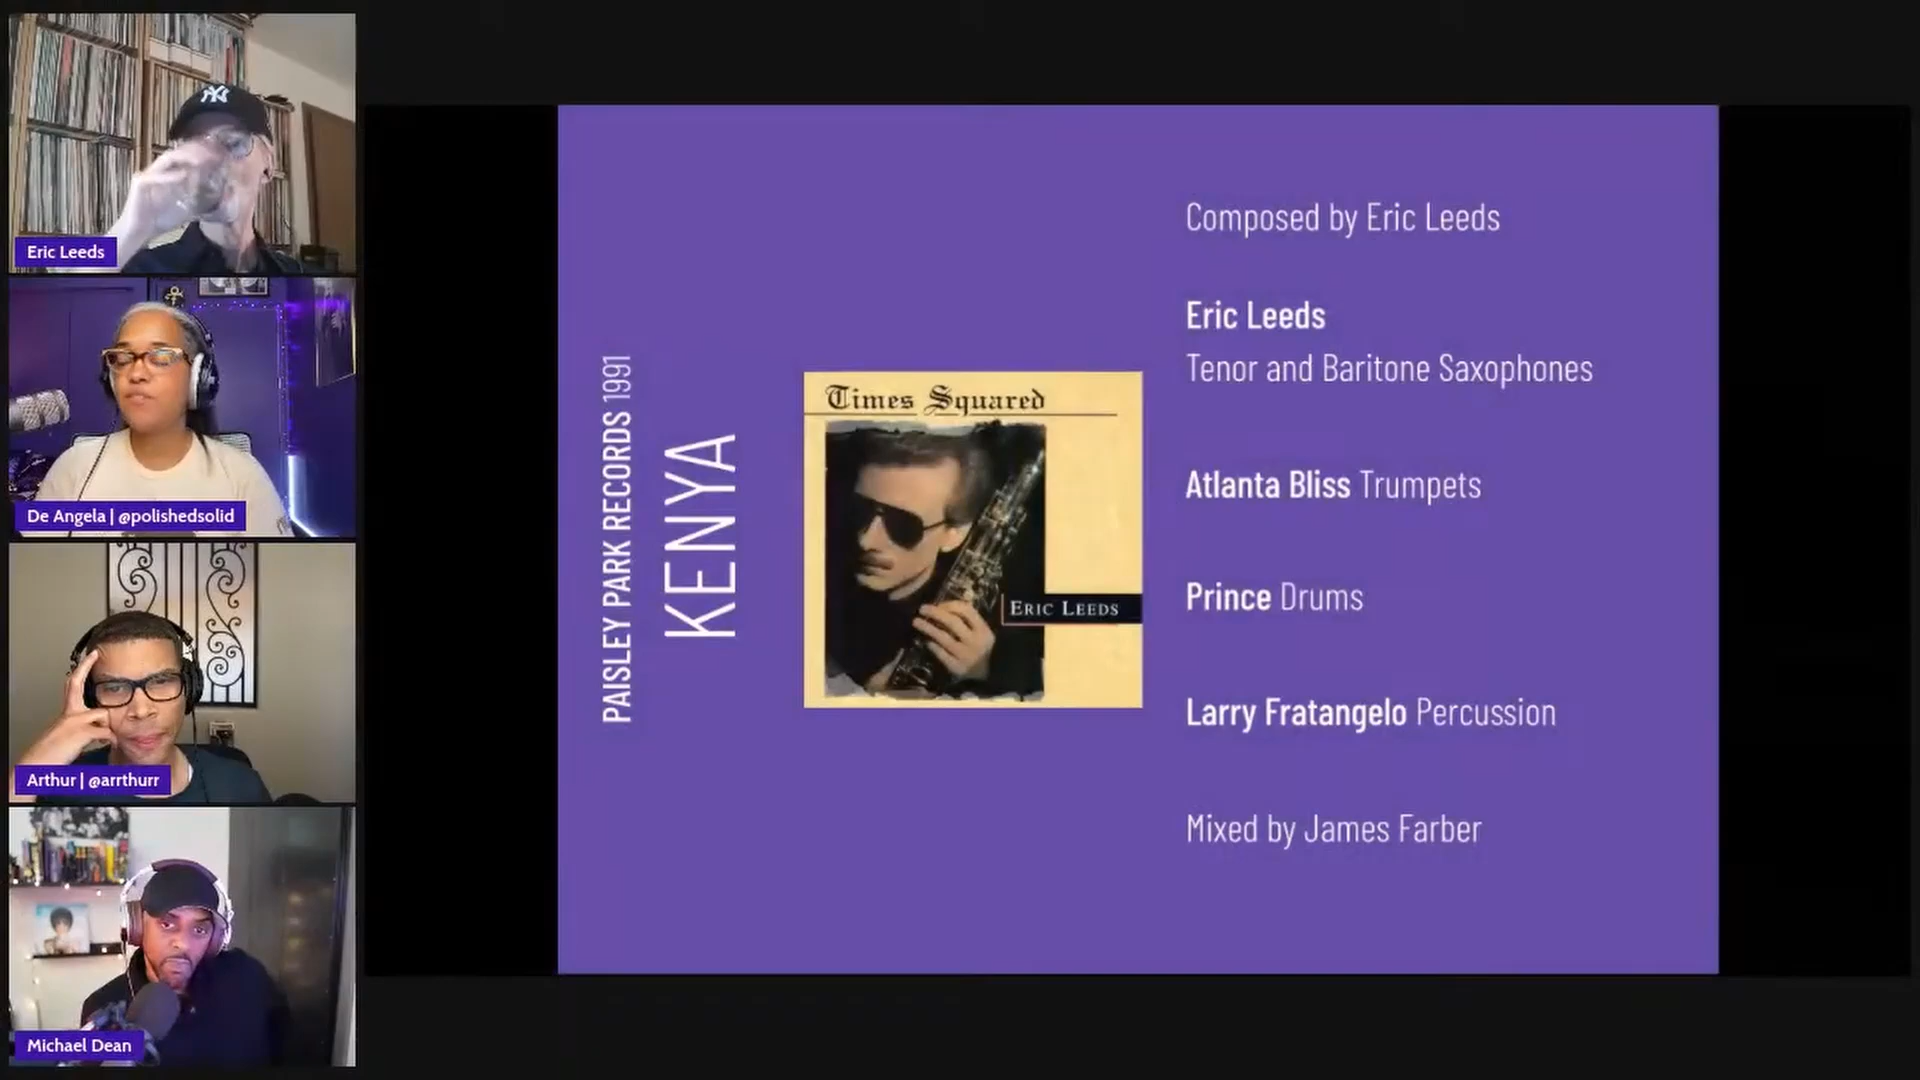 NY
Eric Leeds
De Angela | @polishedsolid
Arthur | @arrthurr
Michael Dean
PAISLEY PARK RECORDS 1991
KENYA
Times Squared
ERIC LEEDS
Composed by Eric Leeds
Eric Leeds
Tenor and Baritone Saxophones
Atlanta Bliss Trumpets
Prince Drums
Larry Fratangelo Percussion
Mixed by James Farber